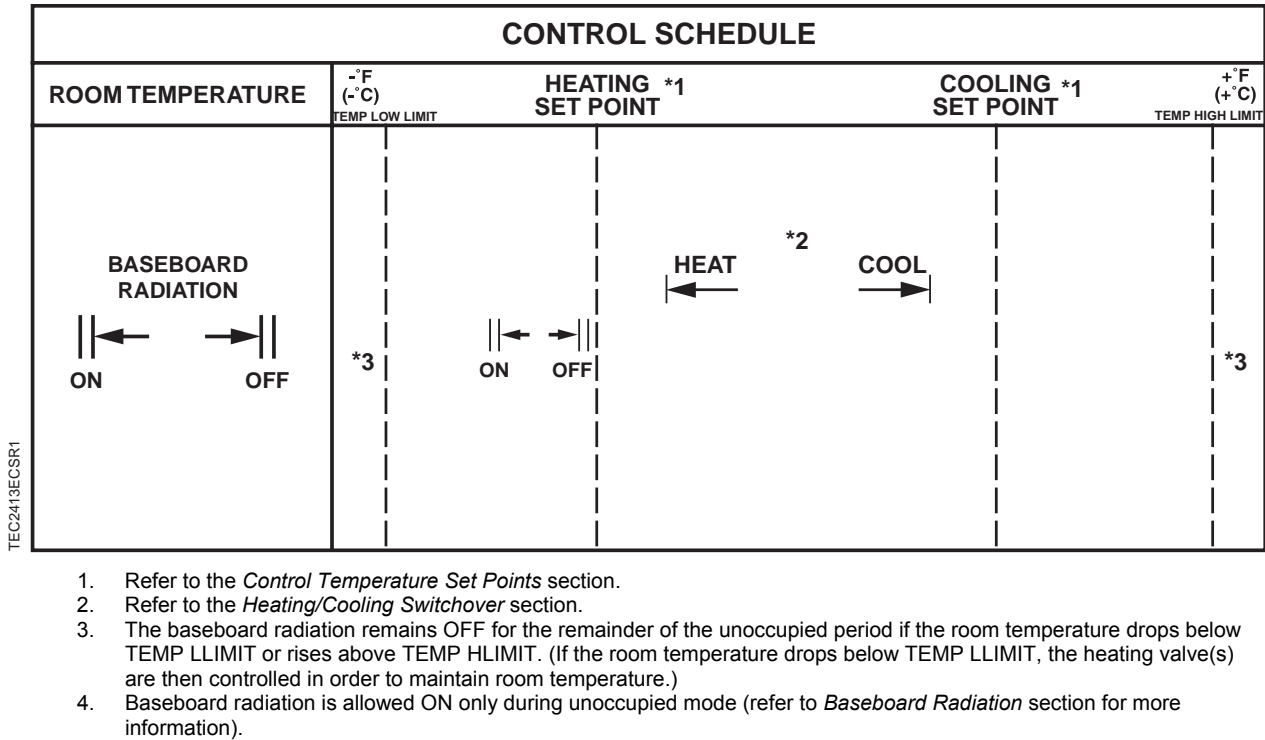 CONTROL SCHEDULE
ROOM TEMPERATURE
-°F
(-°C)
TEMP LOW LIMIT
HEATING *1
SET POINT
COOLING *1
SET POINT
+°F
(+°C)
TEMP HIGH LIMIT
*2
BASEBOARD
RADIATION
HEAT
COOL
*3
*3
ON
OFF
ON
OFF
TEC2413ECSR1
1. Refer to the Control Temperature Set Points section.
2. Refer to the Heating/Cooling Switchover section.
3. The baseboard radiation remains OFF for the remainder of the unoccupied period if the room temperature drops below
TEMP LLIMIT or rises above TEMP HLIMIT. (If the room temperature drops below TEMP LLIMIT, the heating valve(s)
are then controlled in order to maintain room temperature.)
4. Baseboard radiation is allowed ON only during unoccupied mode (refer to Baseboard Radiation section for more
information).